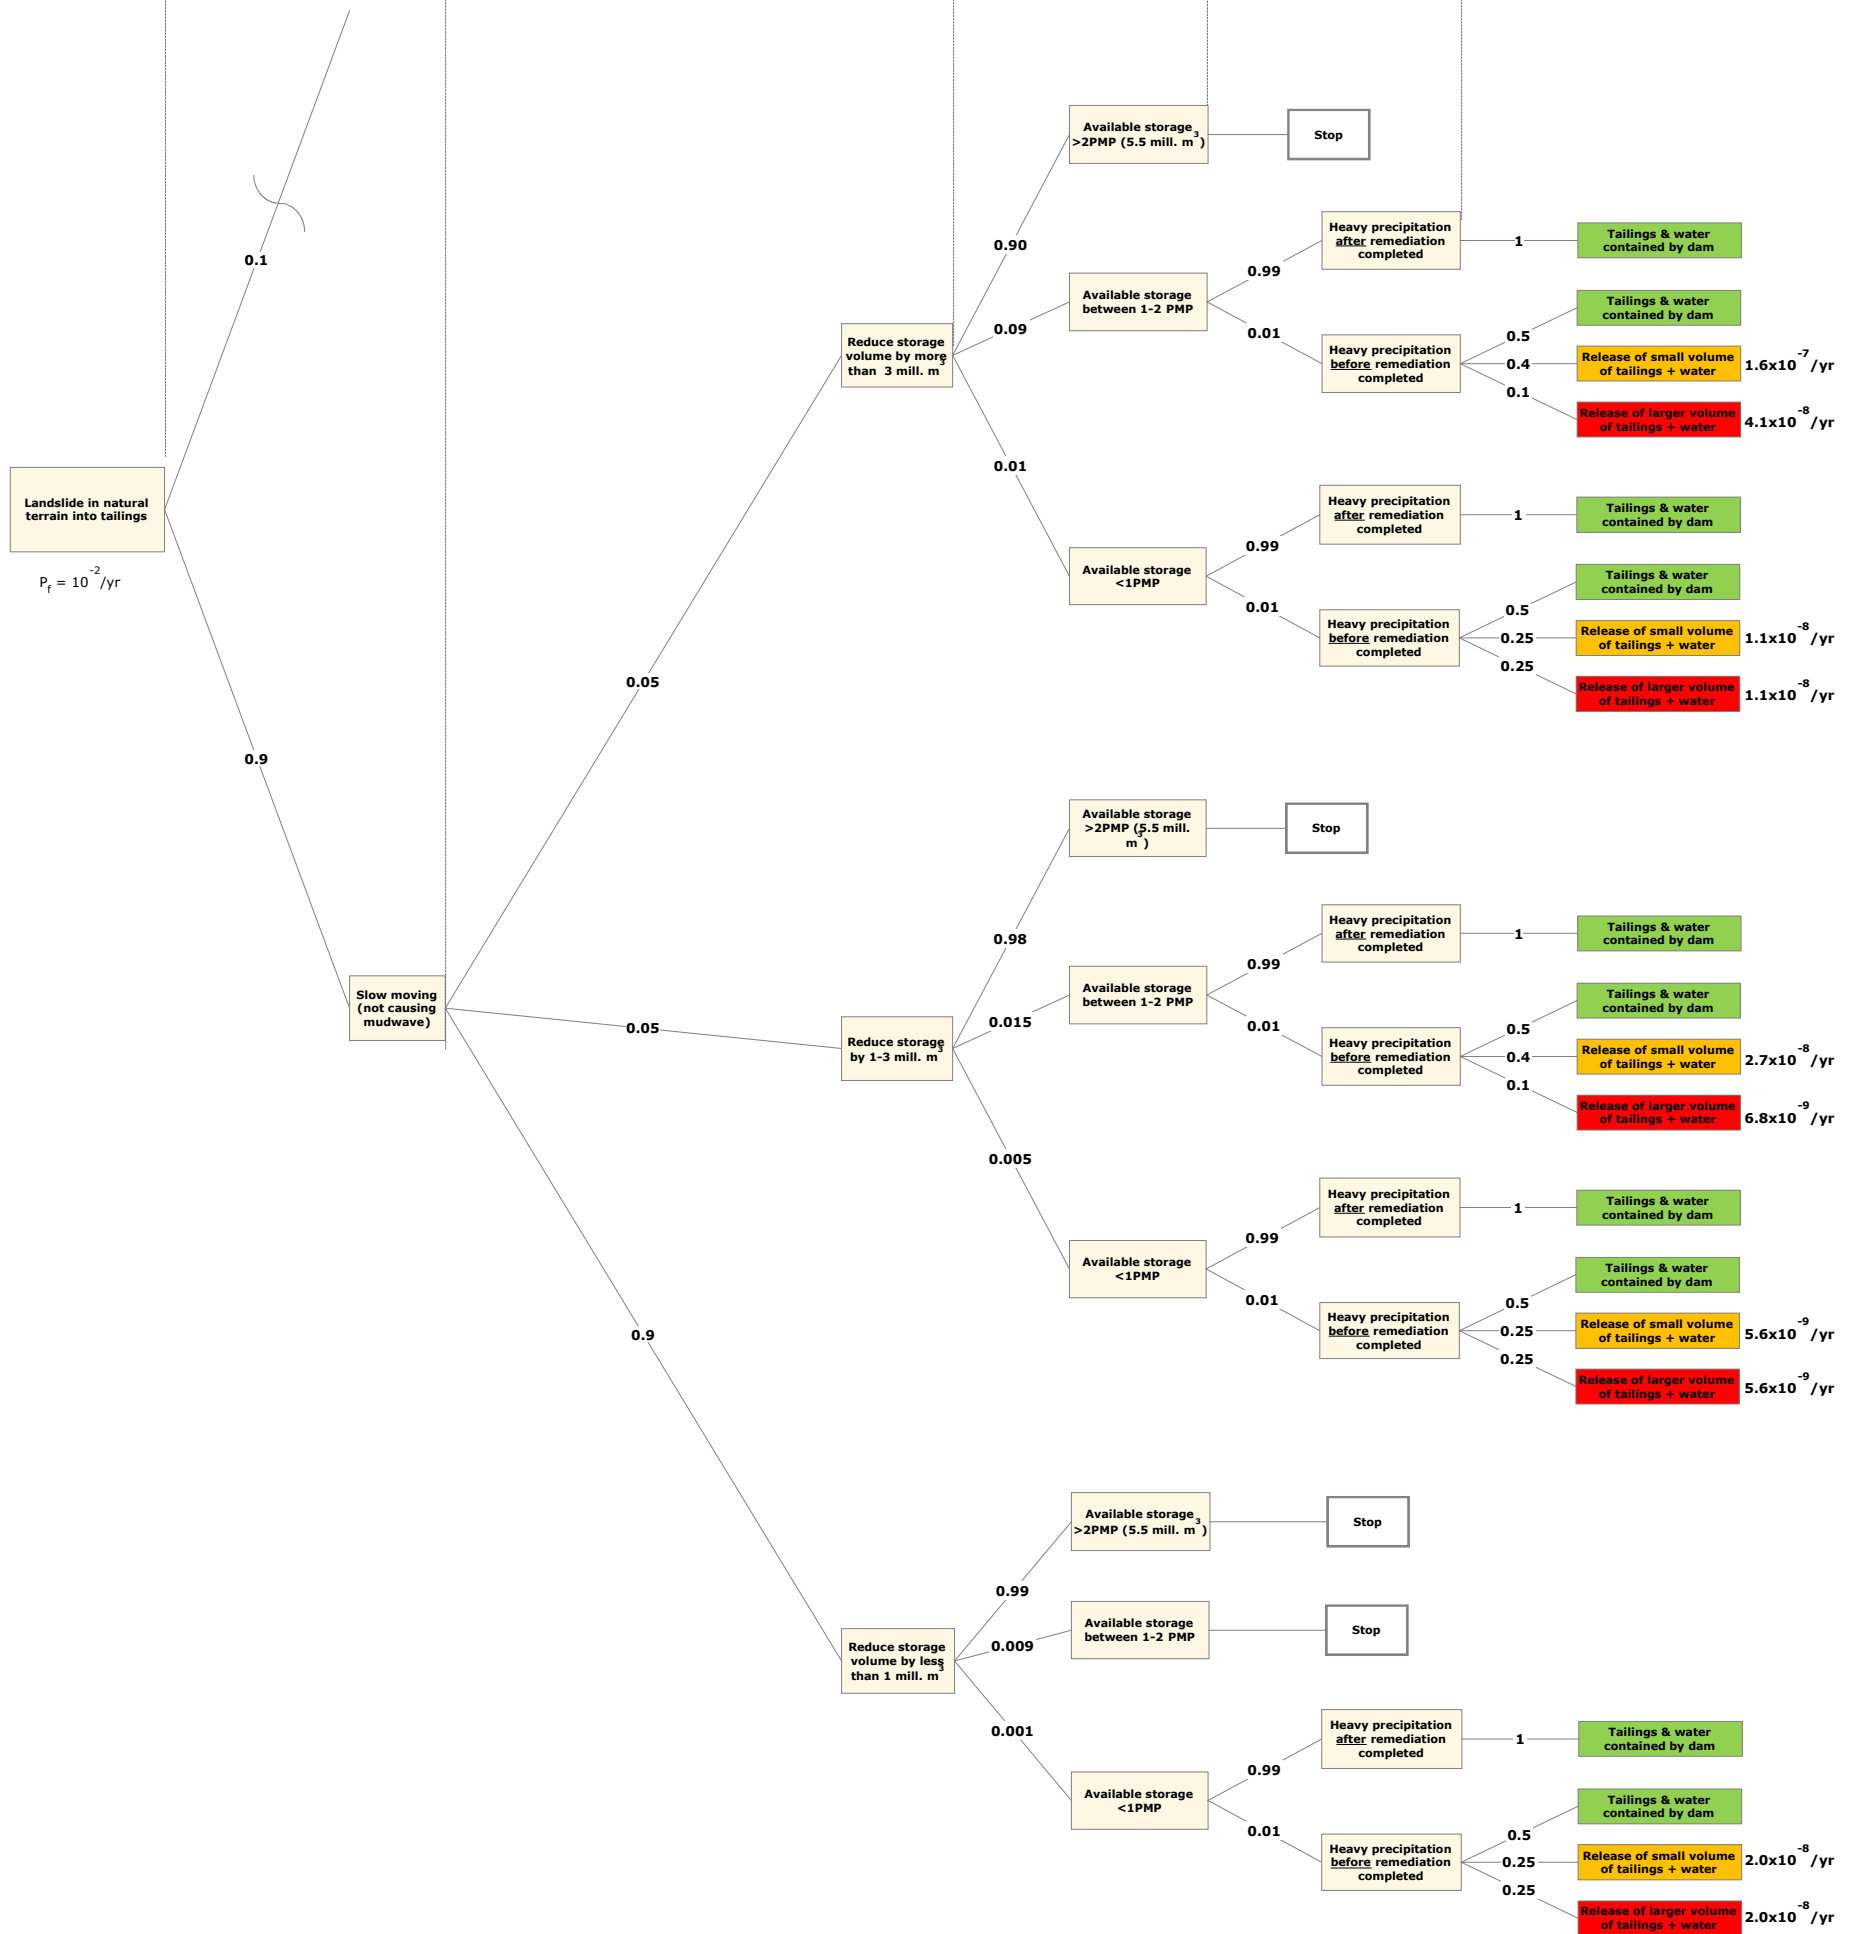 Available storage
>2PMP (5.5 mill. m³)
Stop
0.1
0.90
Heavy precipitation
after remediation
completed
1
Tailings & water
contained by dam
0.99
Available storage
between 1-2 PMP
0.09
0.01
Tailings & water
contained by dam
0.5
Reduce storage
volume by more
than 3 mill. m³
Heavy precipitation
before remediation
completed
0.4
Release of small volume
of tailings + water
1.6x10⁻⁷/yr
0.1
Release of larger volume
of tailings + water
4.1x10⁻⁸/yr
0.01
Landslide in natural
terrain into tailings
P_f = 10⁻²/yr
Heavy precipitation
after remediation
completed
1
Tailings & water
contained by dam
0.99
Available storage
<1PMP
0.01
Tailings & water
contained by dam
0.5
Heavy precipitation
before remediation
completed
0.25
Release of small volume
of tailings + water
1.1x10⁻⁸/yr
0.25
Release of larger volume
of tailings + water
1.1x10⁻⁸/yr
0.05
0.9
Available storage
>2PMP (5.5 mill.
m³)
Stop
0.98
Heavy precipitation
after remediation
completed
1
Tailings & water
contained by dam
0.99
Available storage
between 1-2 PMP
0.015
0.01
Tailings & water
contained by dam
0.5
Slow moving
(not causing
mudwave)
0.05
Reduce storage
by 1-3 mill. m³
Heavy precipitation
before remediation
completed
0.4
Release of small volume
of tailings + water
2.7x10⁻⁸/yr
0.1
Release of larger volume
of tailings + water
6.8x10⁻⁹/yr
0.005
Heavy precipitation
after remediation
completed
1
Tailings & water
contained by dam
0.99
Available storage
<1PMP
0.01
Tailings & water
contained by dam
0.5
Heavy precipitation
before remediation
completed
0.25
Release of small volume
of tailings + water
5.6x10⁻⁹/yr
0.25
Release of larger volume
of tailings + water
5.6x10⁻⁹/yr
0.9
Available storage
>2PMP (5.5 mill. m³)
Stop
0.99
Available storage
between 1-2 PMP
Stop
0.009
Reduce storage
volume by less
than 1 mill. m³
0.001
Heavy precipitation
after remediation
completed
1
Tailings & water
contained by dam
0.99
Available storage
<1PMP
0.01
Tailings & water
contained by dam
0.5
Heavy precipitation
before remediation
completed
0.25
Release of small volume
of tailings + water
2.0x10⁻⁸/yr
0.25
Release of larger volume
of tailings + water
2.0x10⁻⁸/yr